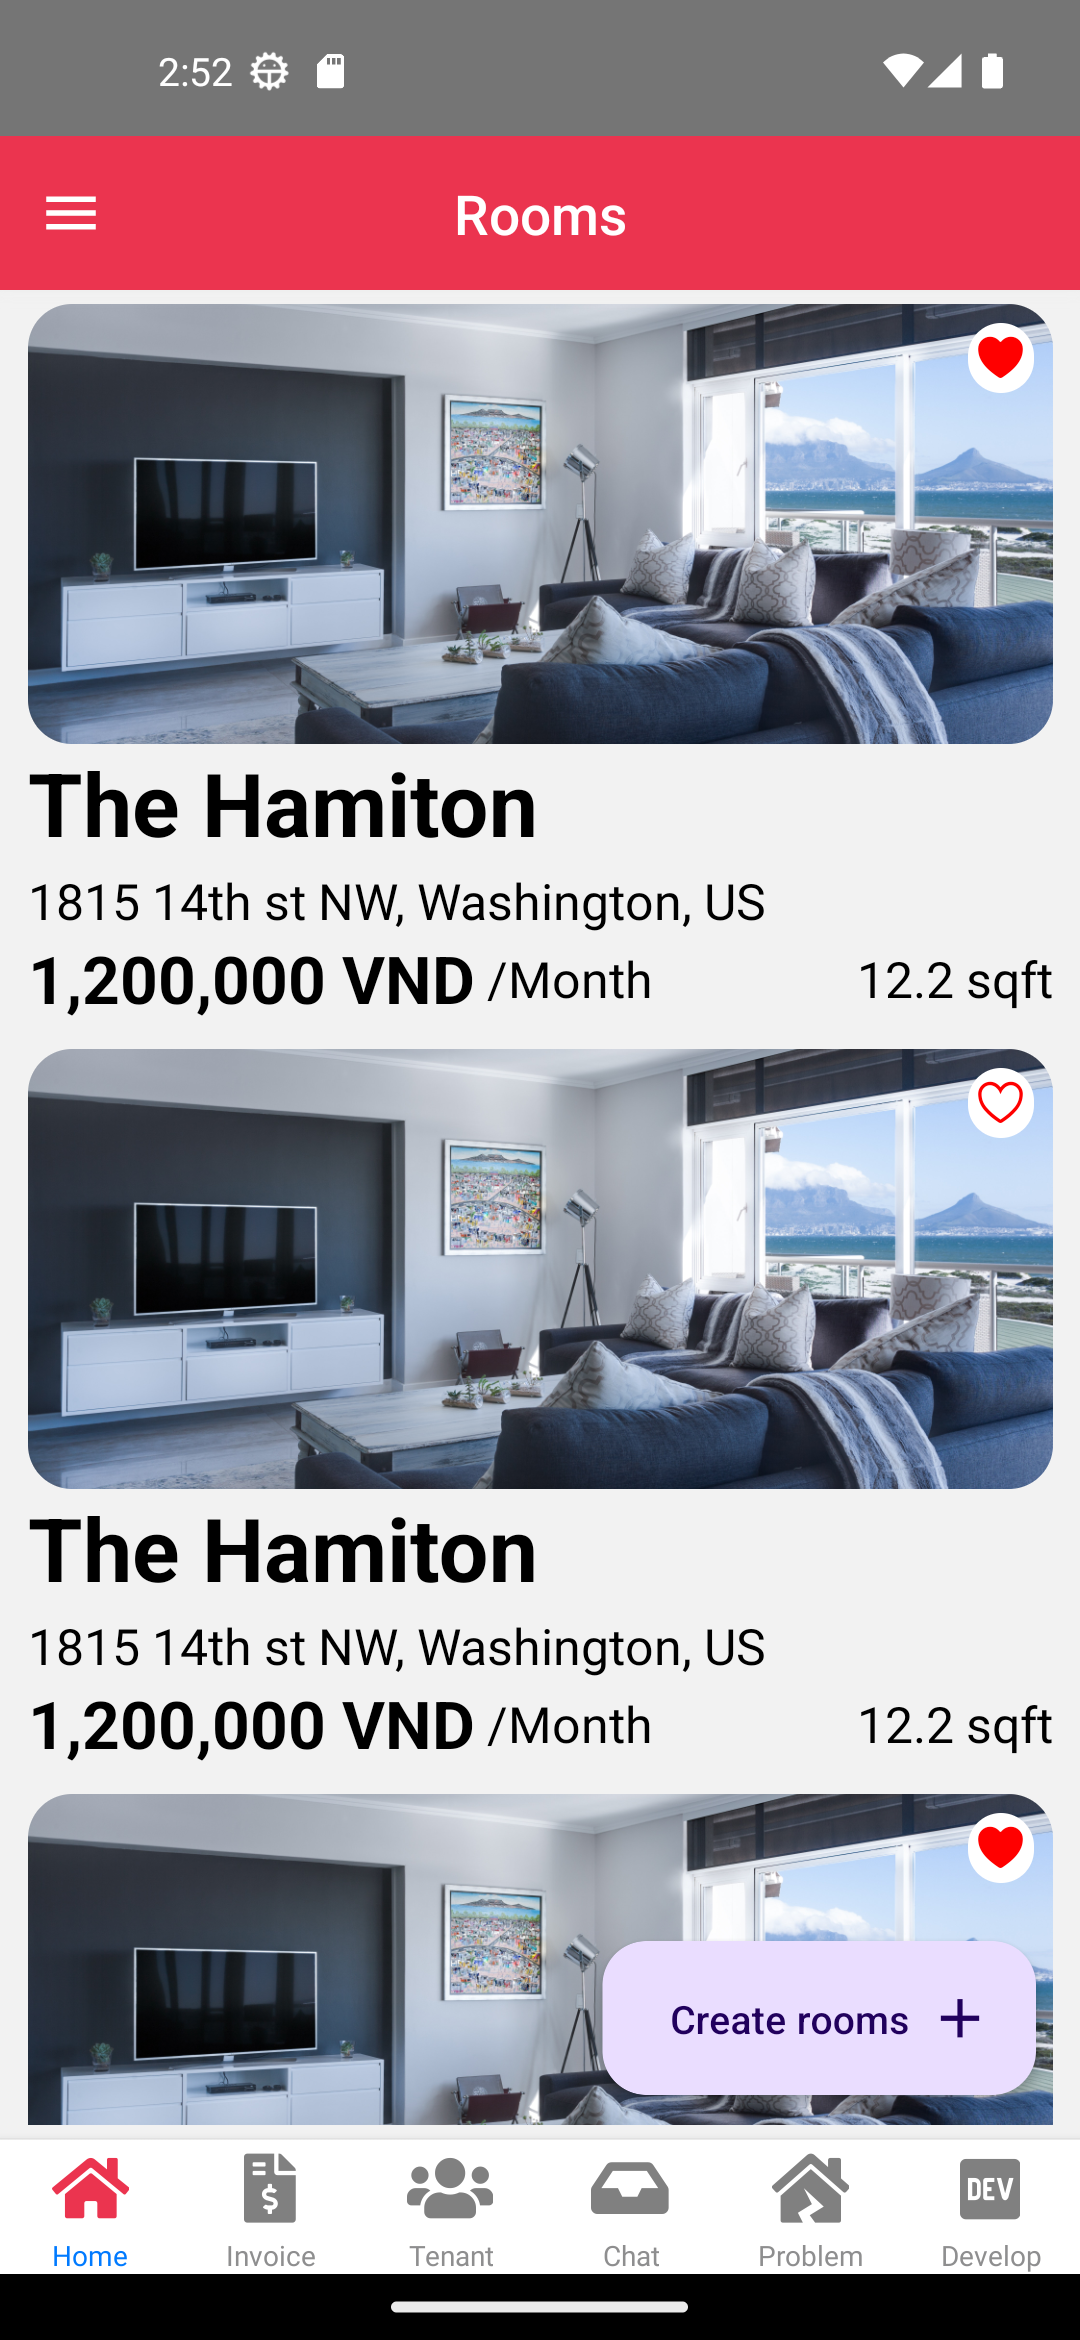 2:52
Rooms
The Hamiton
1815 14th st NW, Washington, US
1,200,000 VND /Month 12.2 sqft
The Hamiton
1815 14th st NW, Washington, US
1,200,000 VND /Month 12.2 sqft
Create rooms
DEV
Home Invoice Tenant Chat Problem Develop